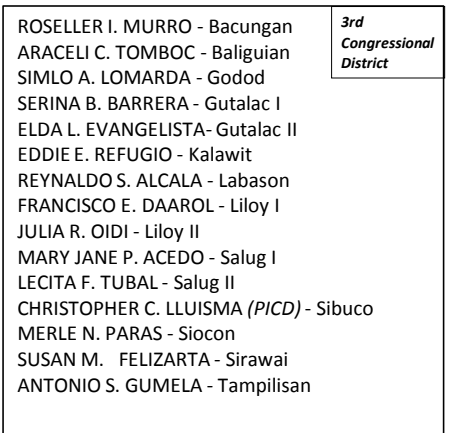 ROSELLER I. MURRO - Bacungan
ARACELI C. TOMBOC - Baliguian
SIMLO A. LOMARDA - Godod
SERINA B. BARRERA - Gutalac I
ELDA L. EVANGELISTA- Gutalac II
EDDIE E. REFUGIO - Kalawit
REYNALDO S. ALCALA - Labason
FRANCISCO E. DAAROL - Liloy I
JULIA R. OIDI - Liloy II
MARY JANE P. ACEDO - Salug I
LECITA F. TUBAL - Salug II
CHRISTOPHER C. LLUISMA (PICD) - Sibuco
MERLE N. PARAS - Siocon
SUSAN M. FELIZARTA - Sirawai
ANTONIO S. GUMELA - Tampilisan
3rd
Congressional
District